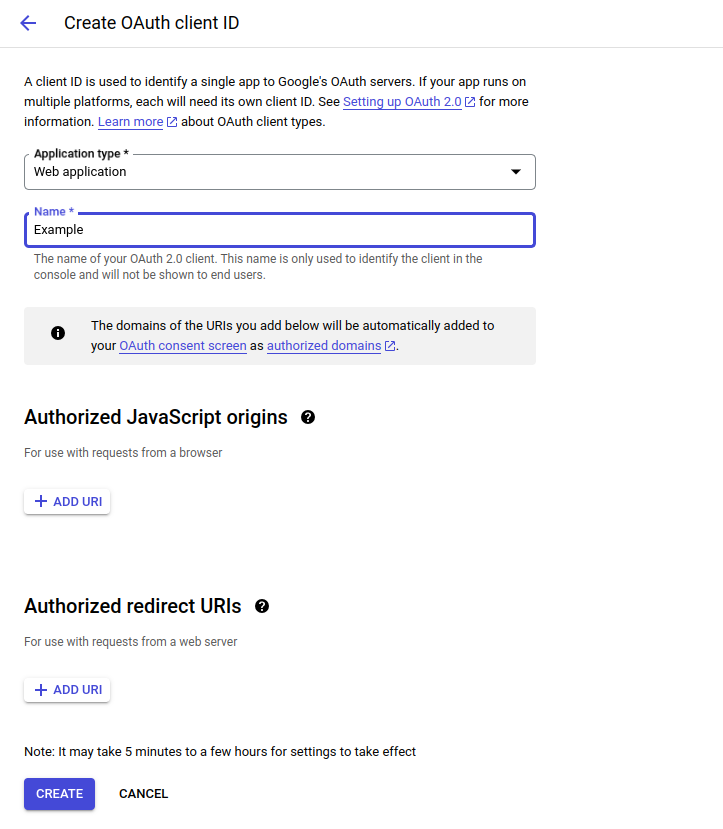 Create OAuth client ID
A client ID is used to identify a single app to Google's OAuth servers. If your app runs on
multiple platforms, each will need its own client ID. See Setting up OAuth 2.0 for more
information. Learn more about OAuth client types.
Application type *
Web application
Name *
Example
The name of your OAuth 2.0 client. This name is only used to identify the client in the
console and will not be shown to end users.
The domains of the URIs you add below will be automatically added to
your OAuth consent screen as authorized domains.
Authorized JavaScript origins
For use with requests from a browser
+ ADD URI
Authorized redirect URIs
For use with requests from a web server
+ ADD URI
Note: It may take 5 minutes to a few hours for settings to take effect
CREATE CANCEL